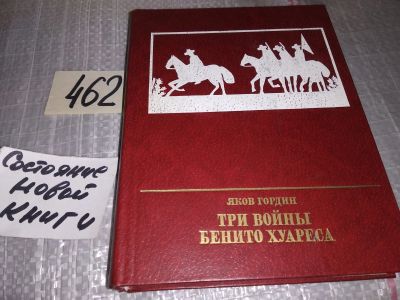 462
Состояние
новой
книги
ЯКОВ ГОРДИН
ТРИ ВОЙНЫ
БЕНИТО ХУАРЕСА